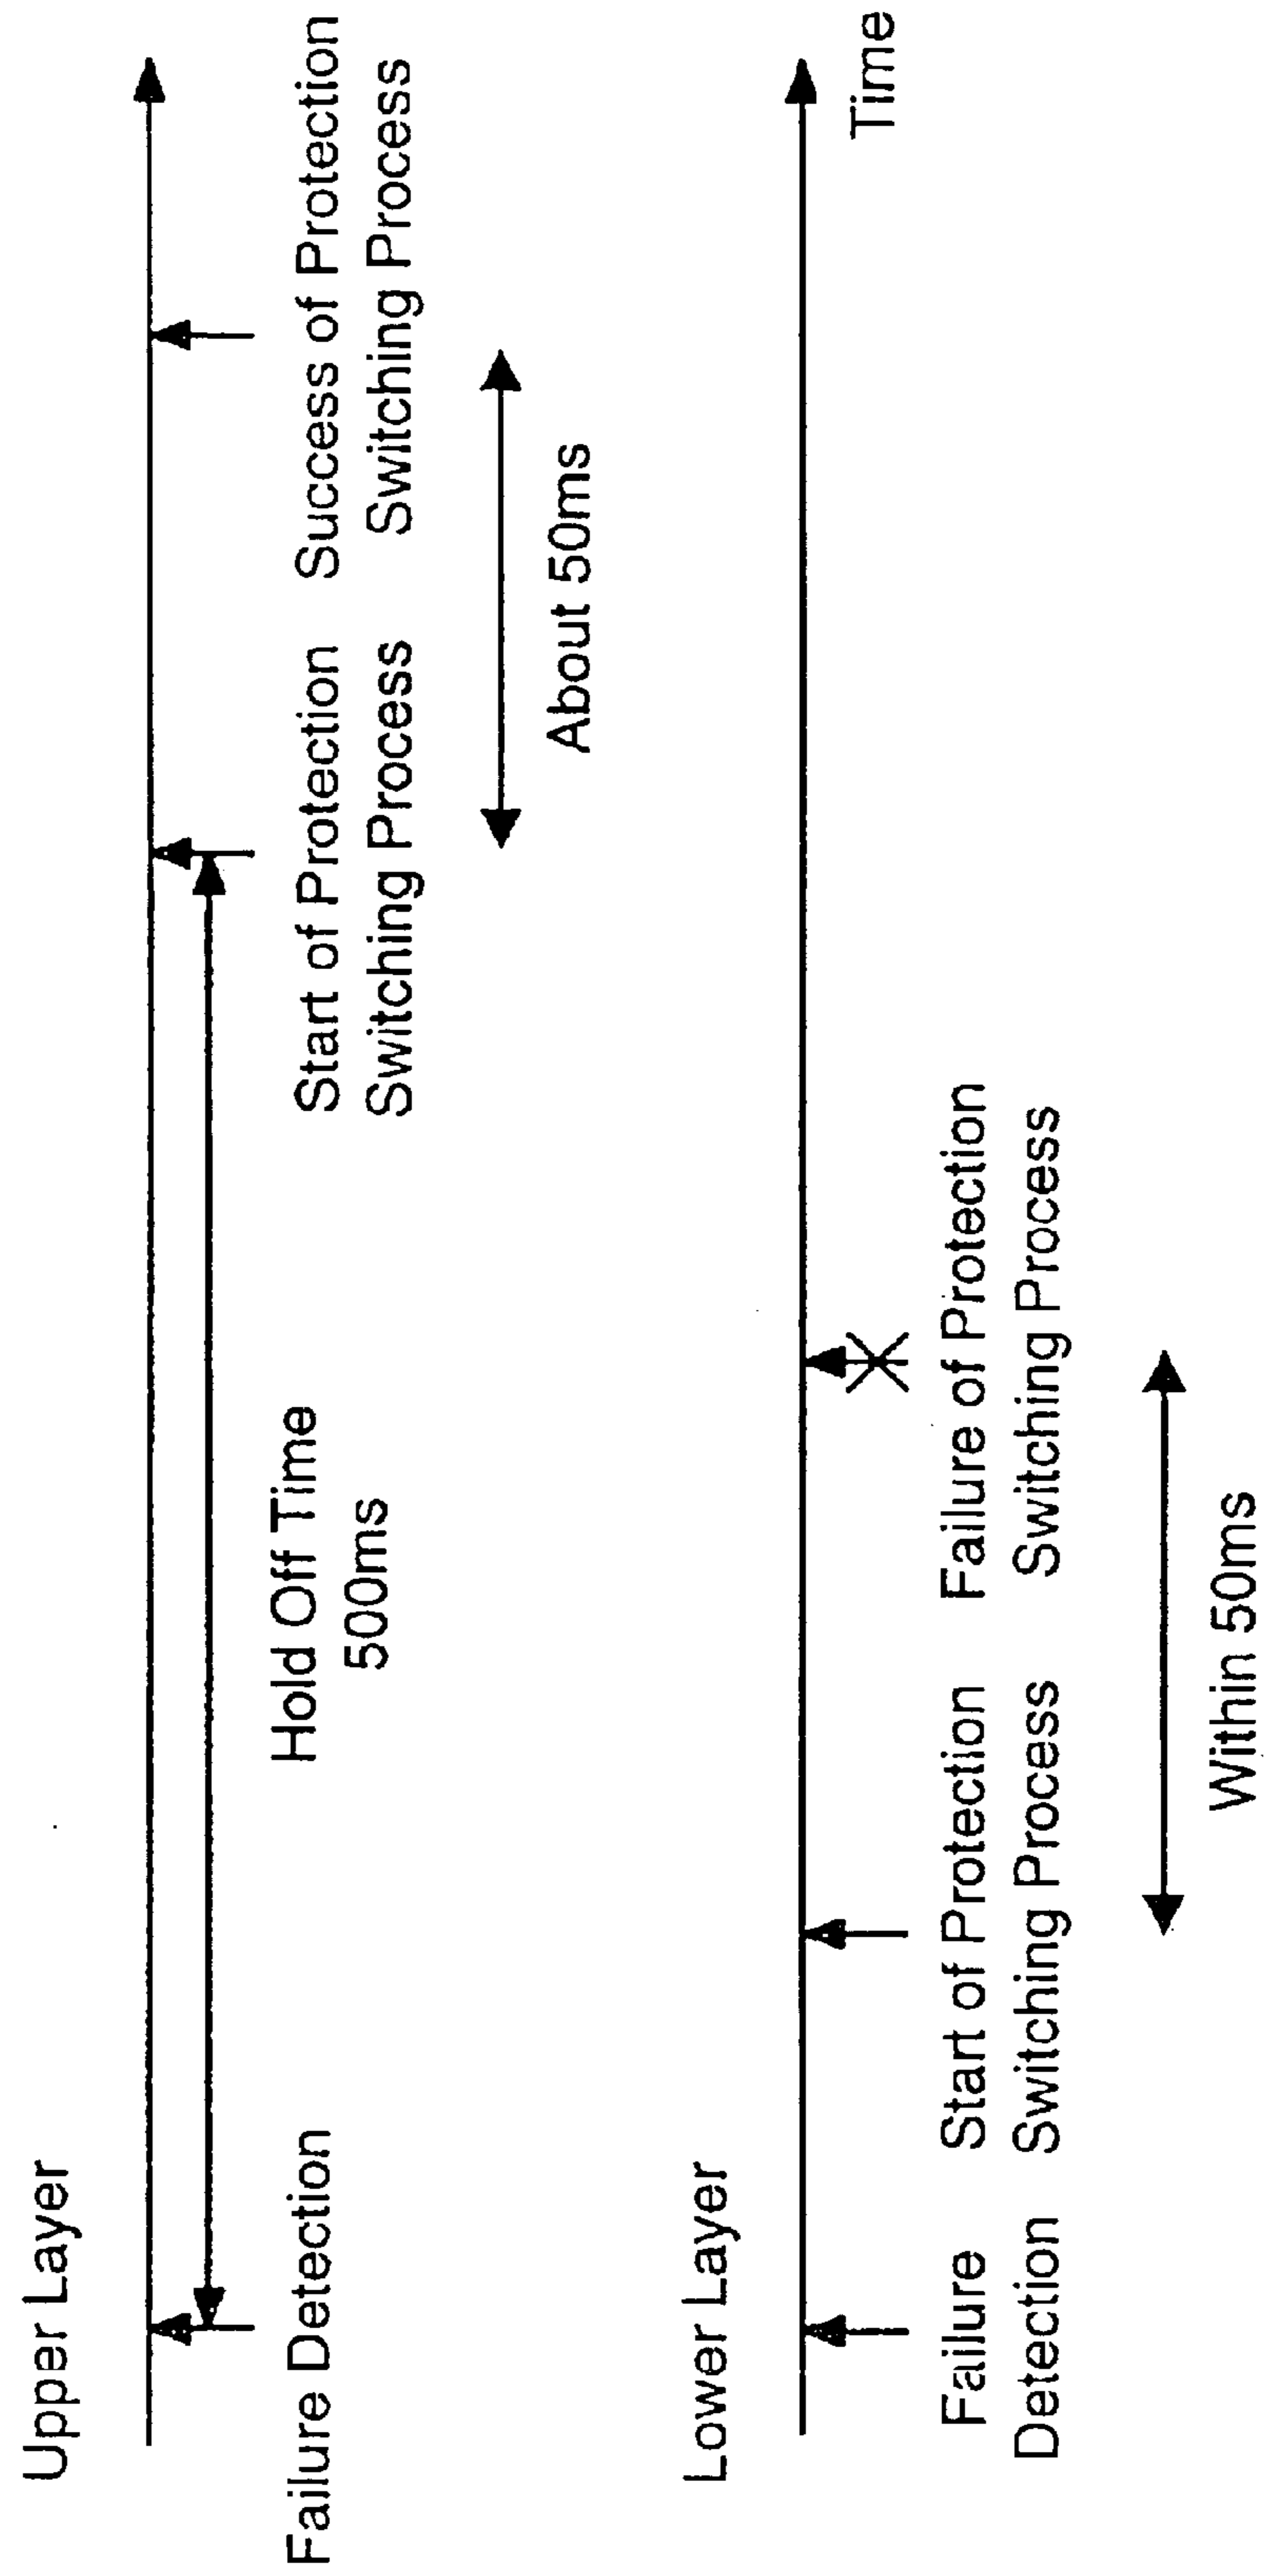 Upper Layer
Failure Detection
Hold Off Time
500ms
Start of Protection
Switching Process
Success of Protection
Switching Process
About 50ms
Lower Layer
Failure
Detection
Start of Protection
Switching Process
Failure of Protection
Switching Process
Within 50ms
Time